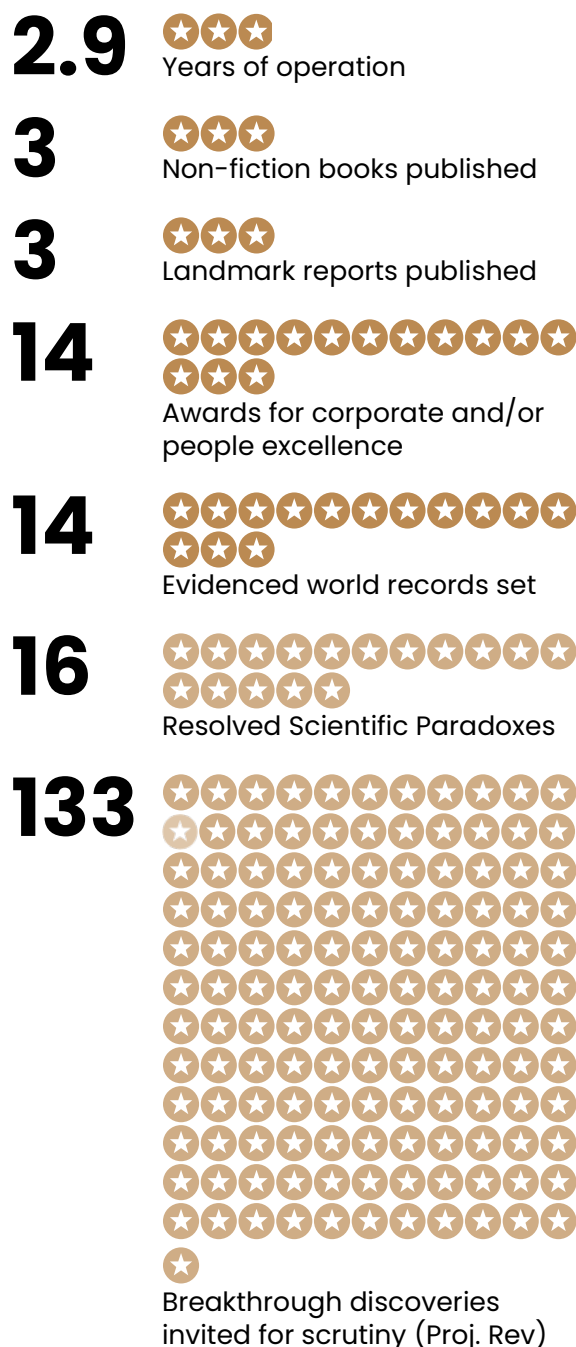 2.9
Years of operation
3
Non-fiction books published
3
Landmark reports published
14
Awards for corporate and/or
people excellence
14
Evidenced world records set
16
Resolved Scientific Paradoxes
133
Breakthrough discoveries
invited for scrutiny (Proj. Rev)